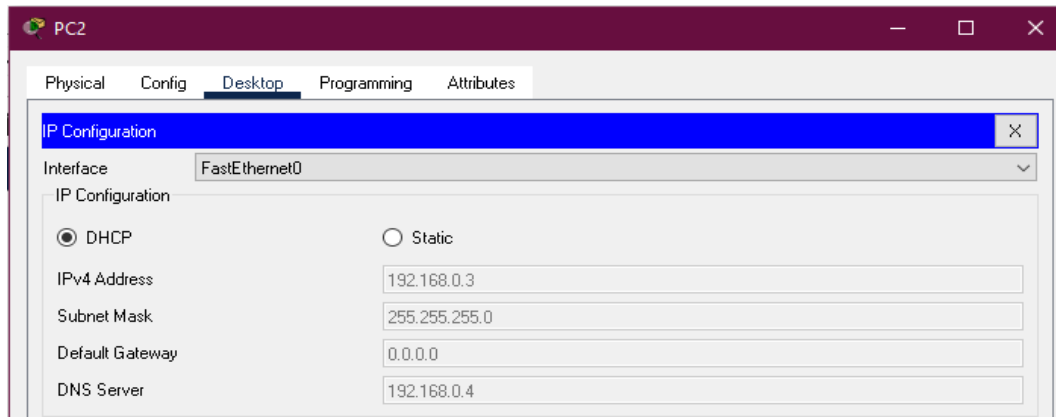 PC2
Physical Config Desktop Programming Attributes
IP Configuration X
Interface FastEthernet0
IP Configuration
DHCP Static
IPv4 Address 192.168.0.3
Subnet Mask 255.255.255.0
Default Gateway 0.0.0.0
DNS Server 192.168.0.4